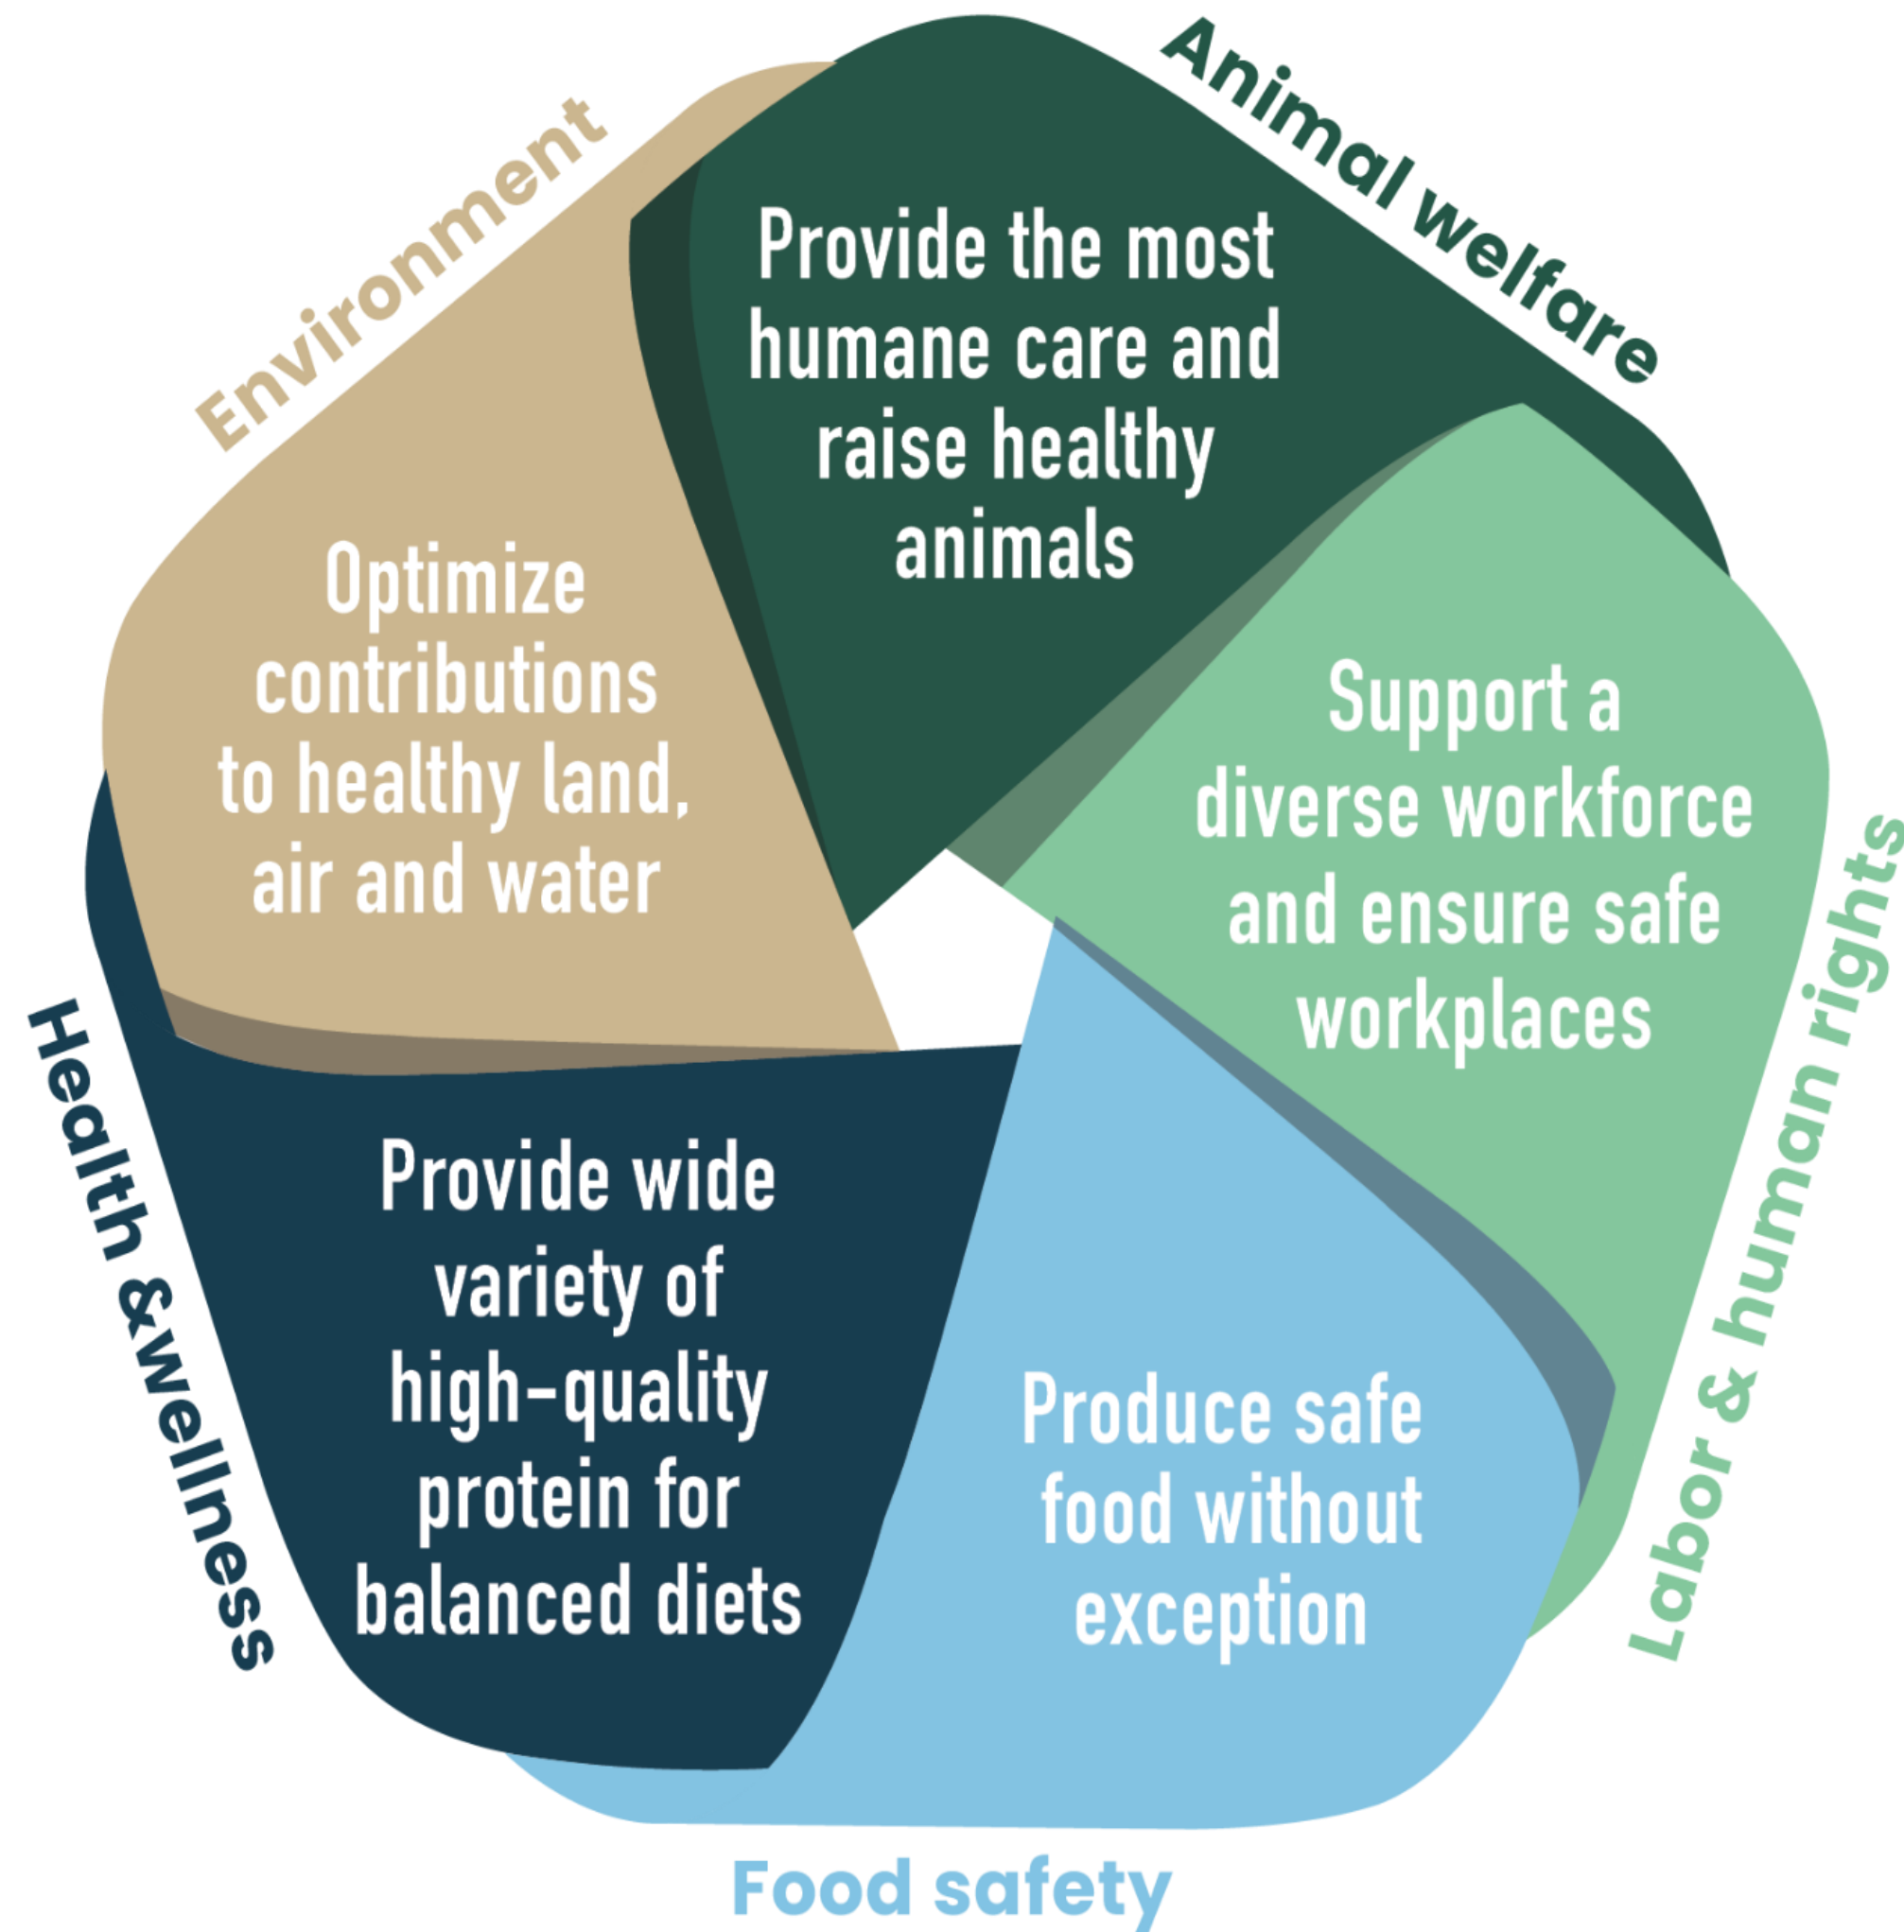 Animal welfare
Provide the most
humane care and
raise healthy
animals
Environment
Optimize
contributions
to healthy land,
air and water
Support a
diverse workforce
and ensure safe
workplaces
Labor & human rights
Health &wellness
Provide wide
variety of
high-quality
protein for
balanced diets
Produce safe
food without
exception
Food safety